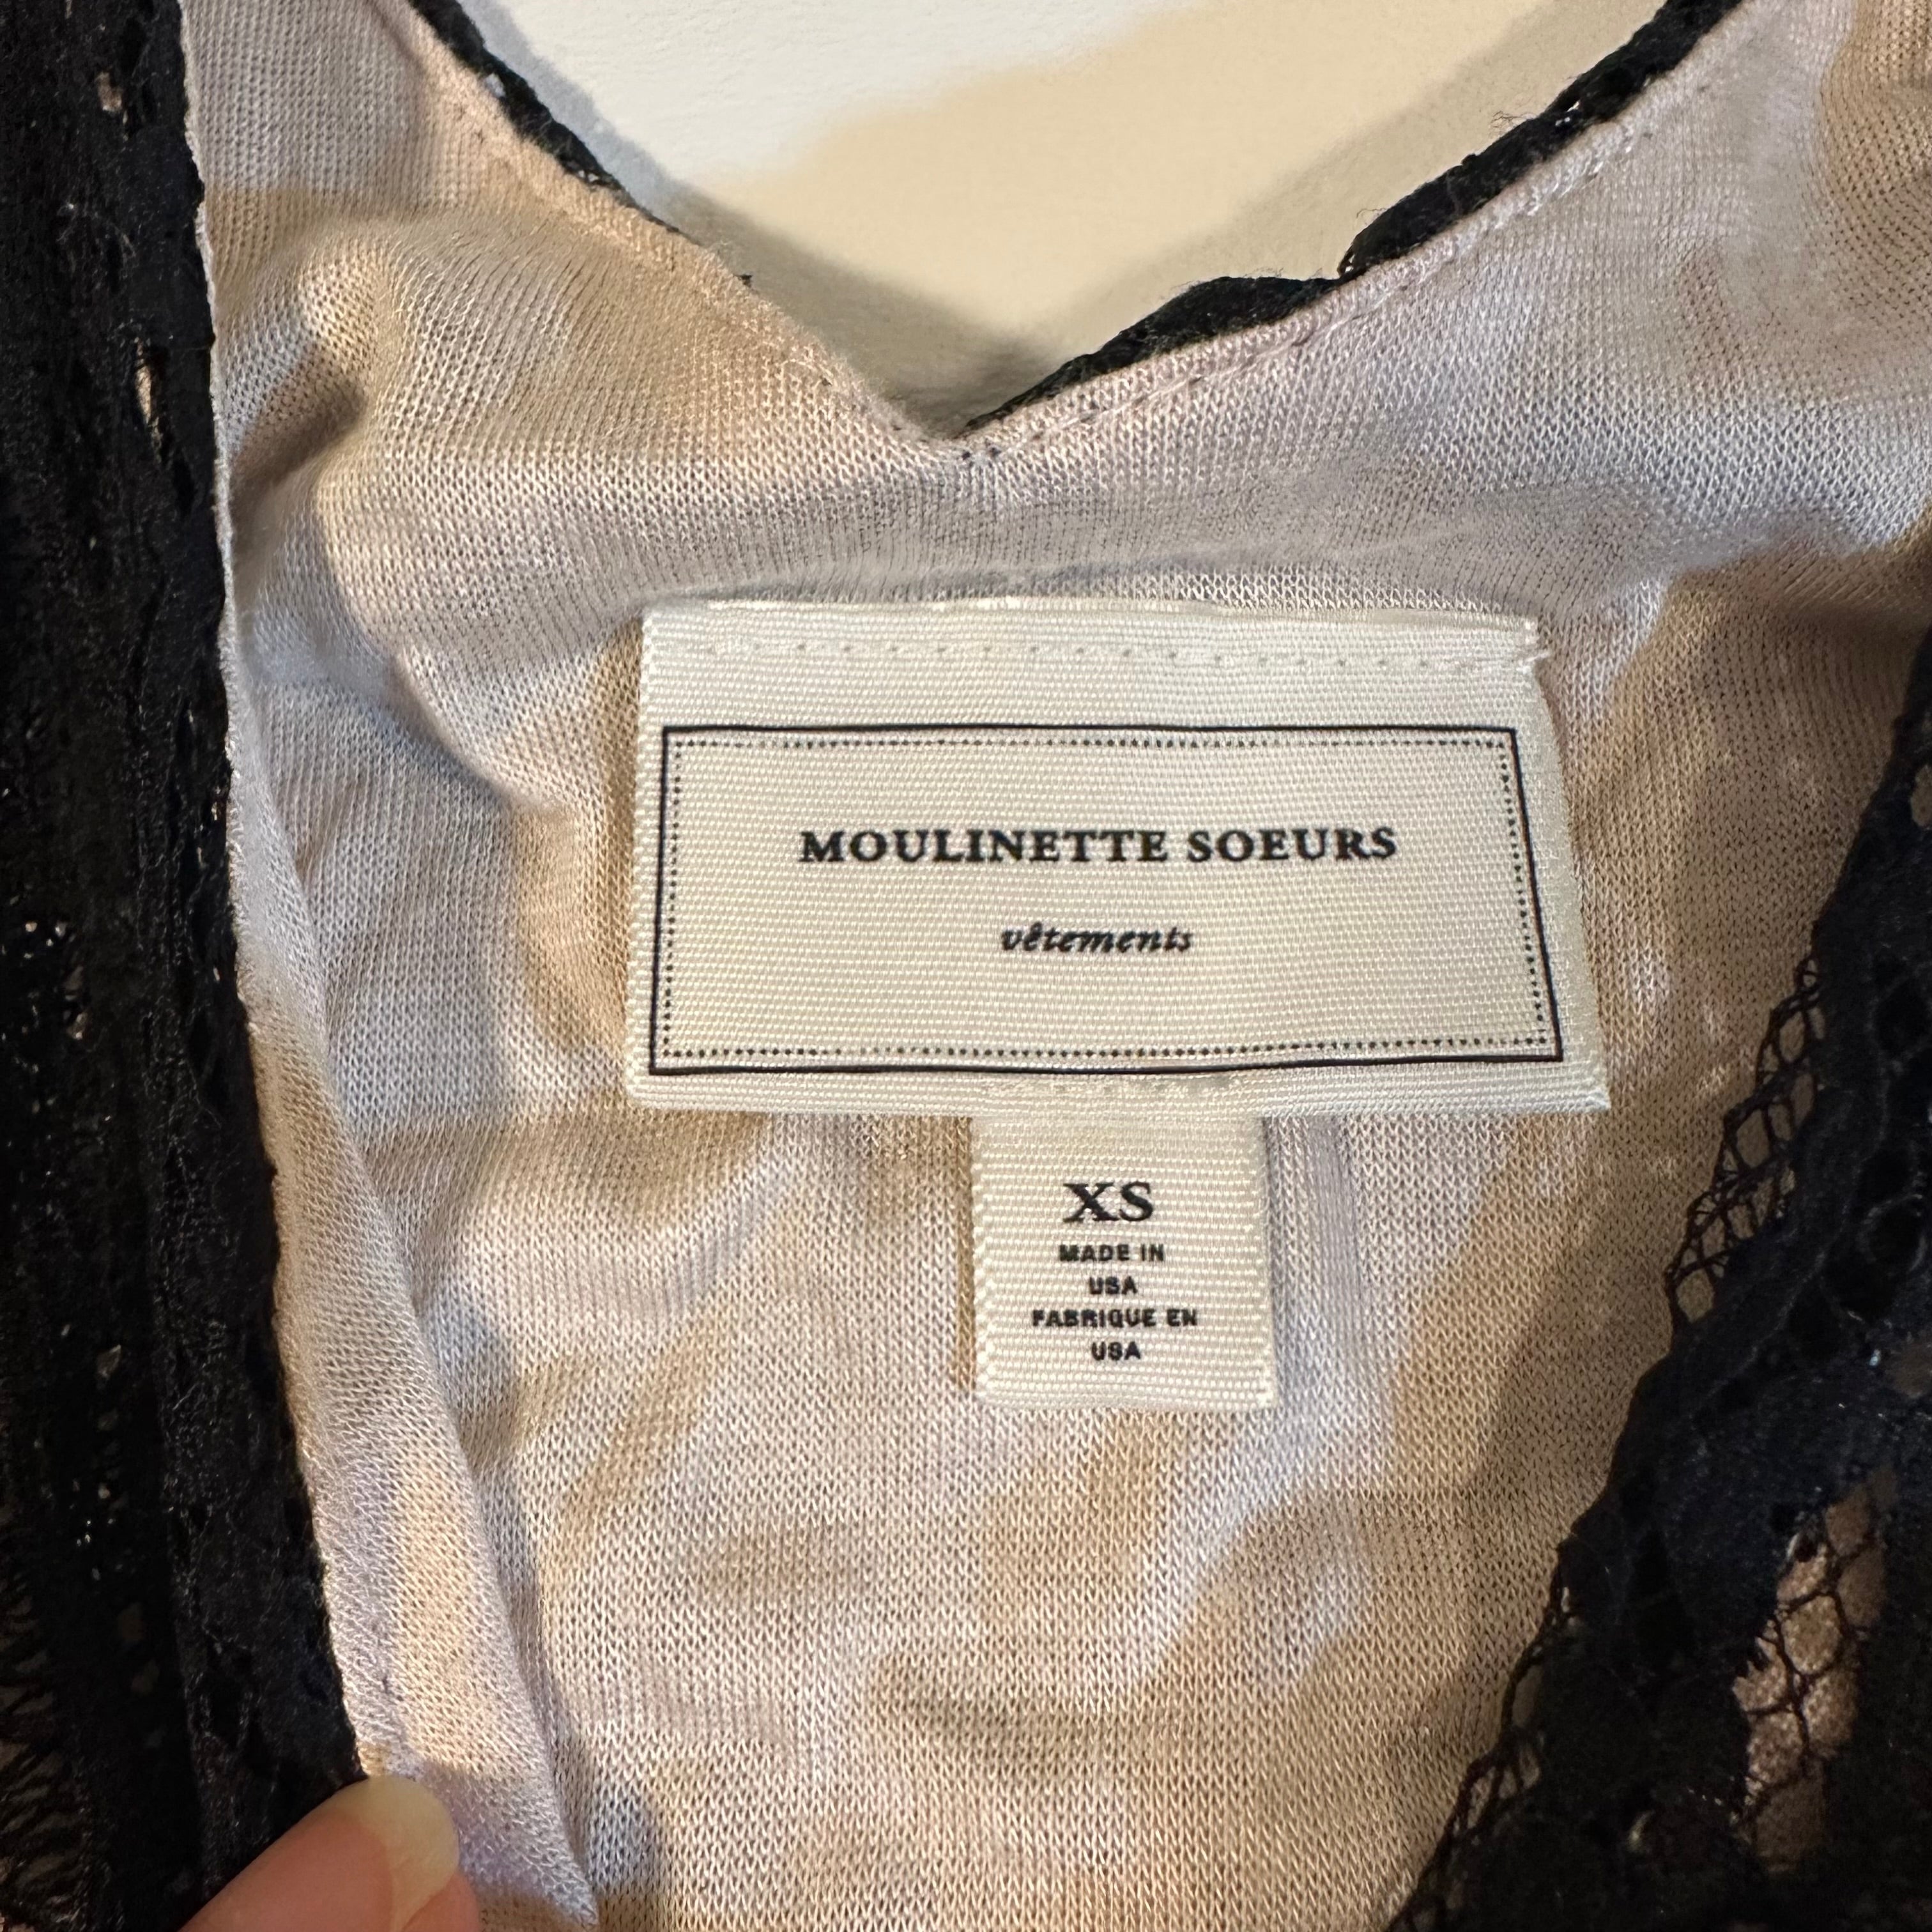 MOULINETTE SOEURS
vêtements
XS
MADE IN
USA
FABRIQUE EN
USA